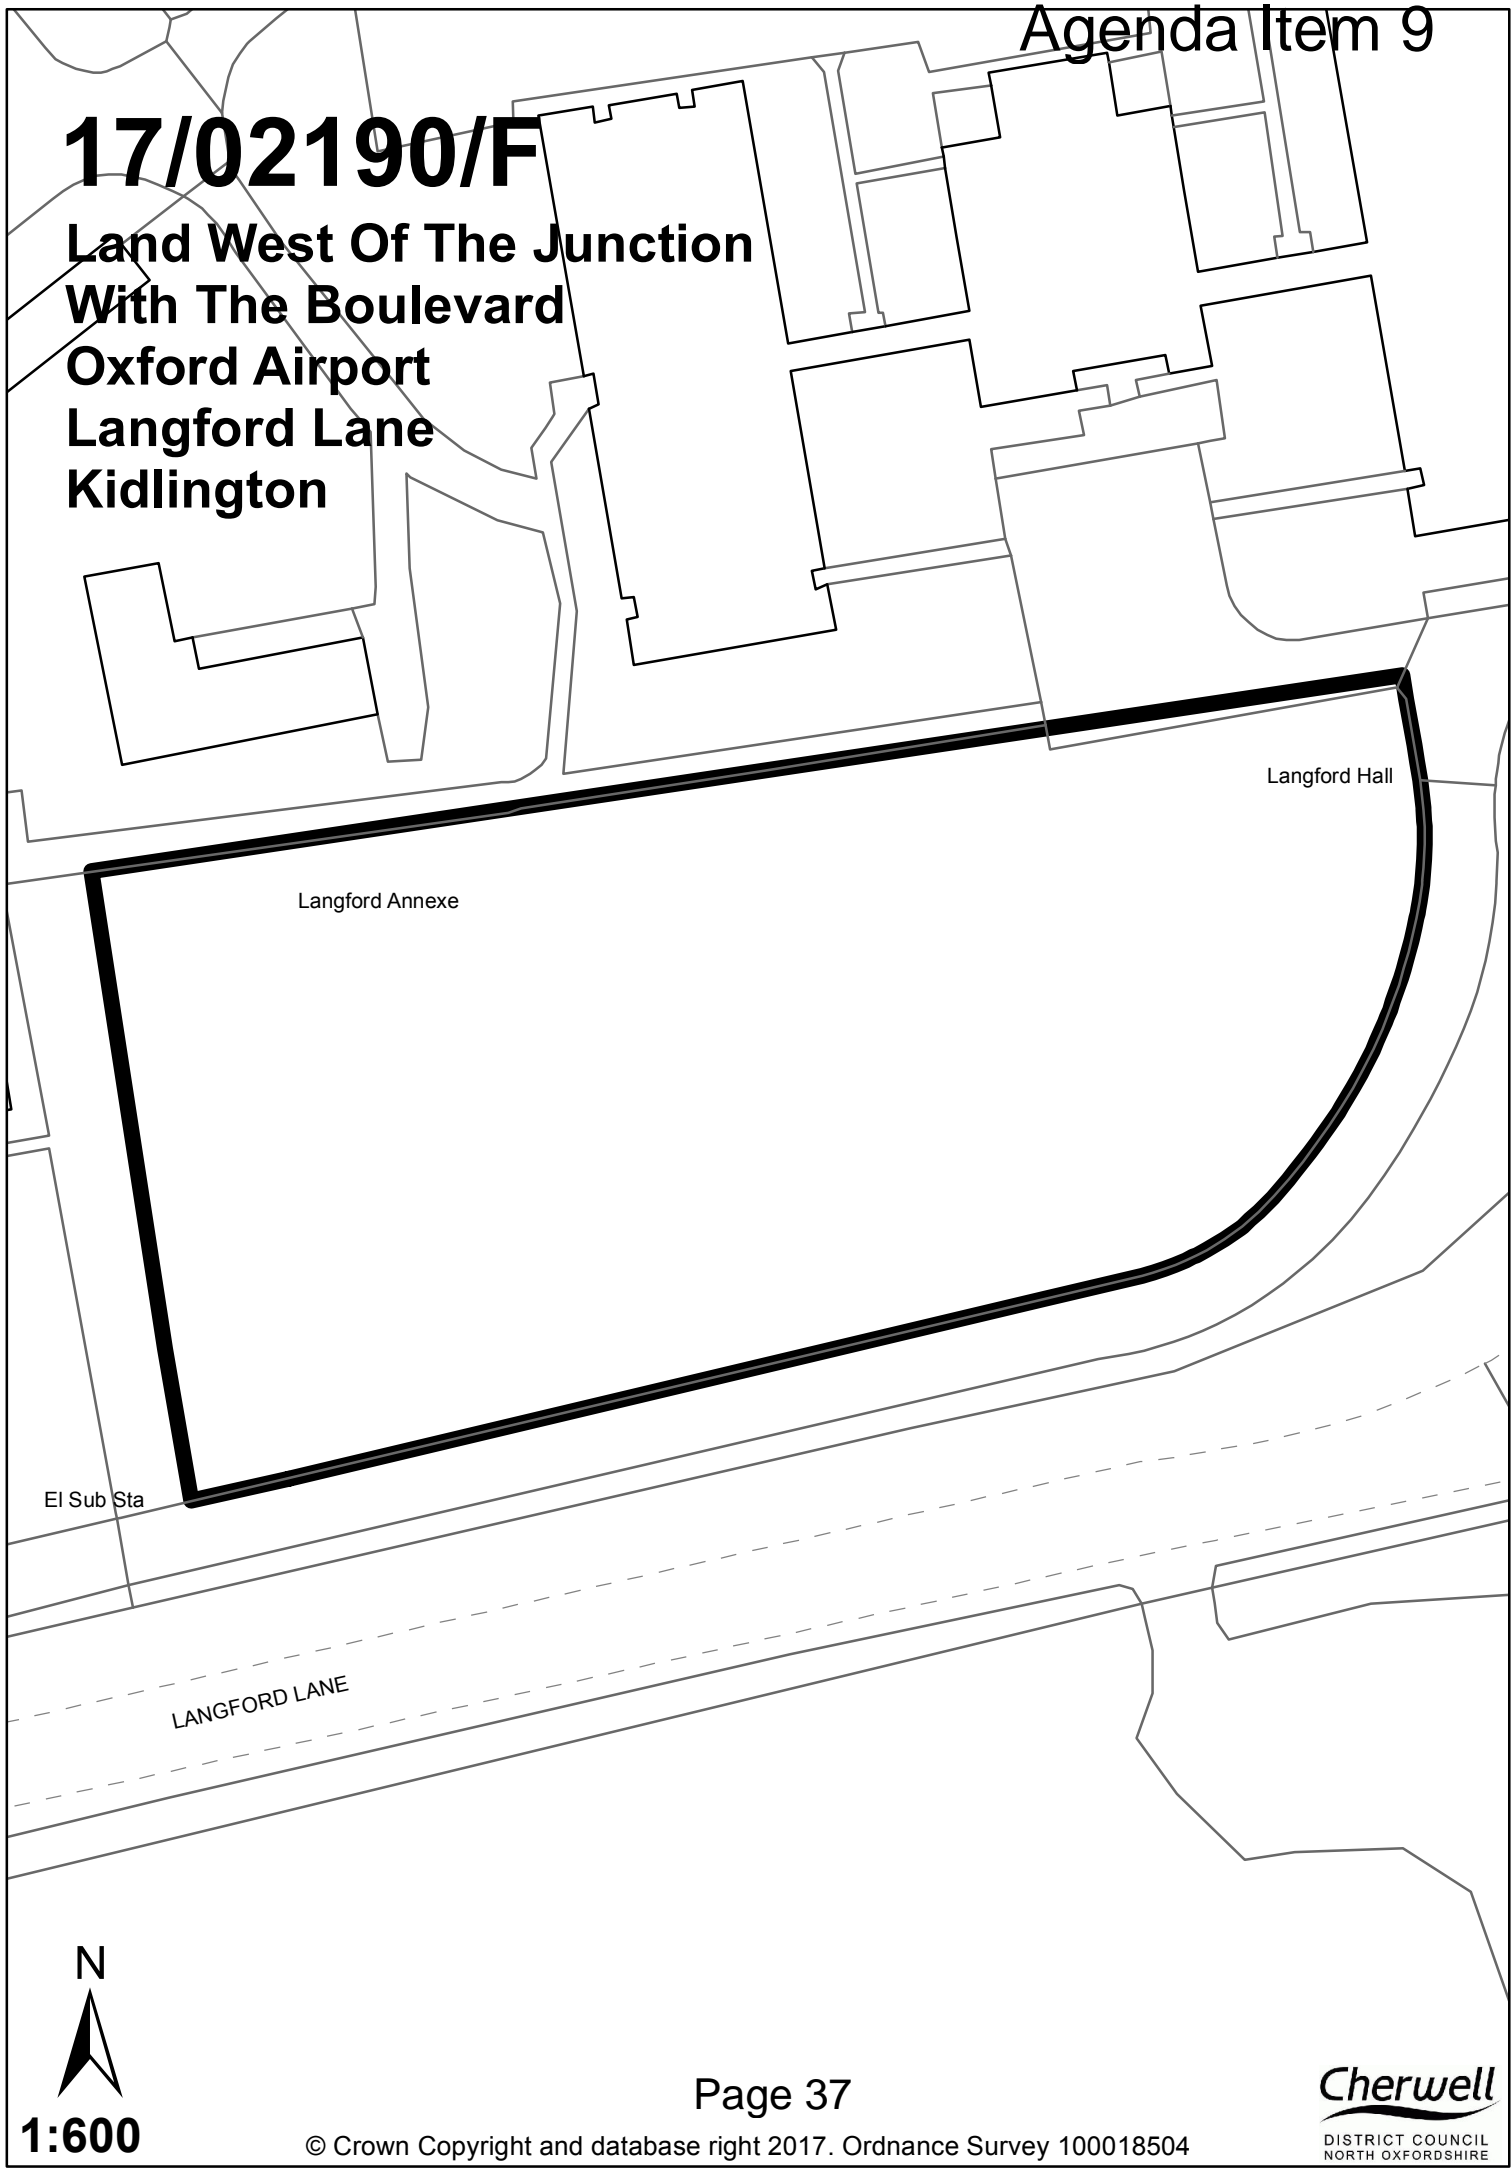 Agenda Item 9
17/02190/F
Land West Of The Junction
With The Boulevard
Oxford Airport
Langford Lane
Kidlington
Langford Hall
Langford Annexe
El Sub Sta
LANGFORD LANE
N
1:600
Page 37
© Crown Copyright and database right 2017. Ordnance Survey 100018504
Cherwell
DISTRICT COUNCIL
NORTH OXFORDSHIRE